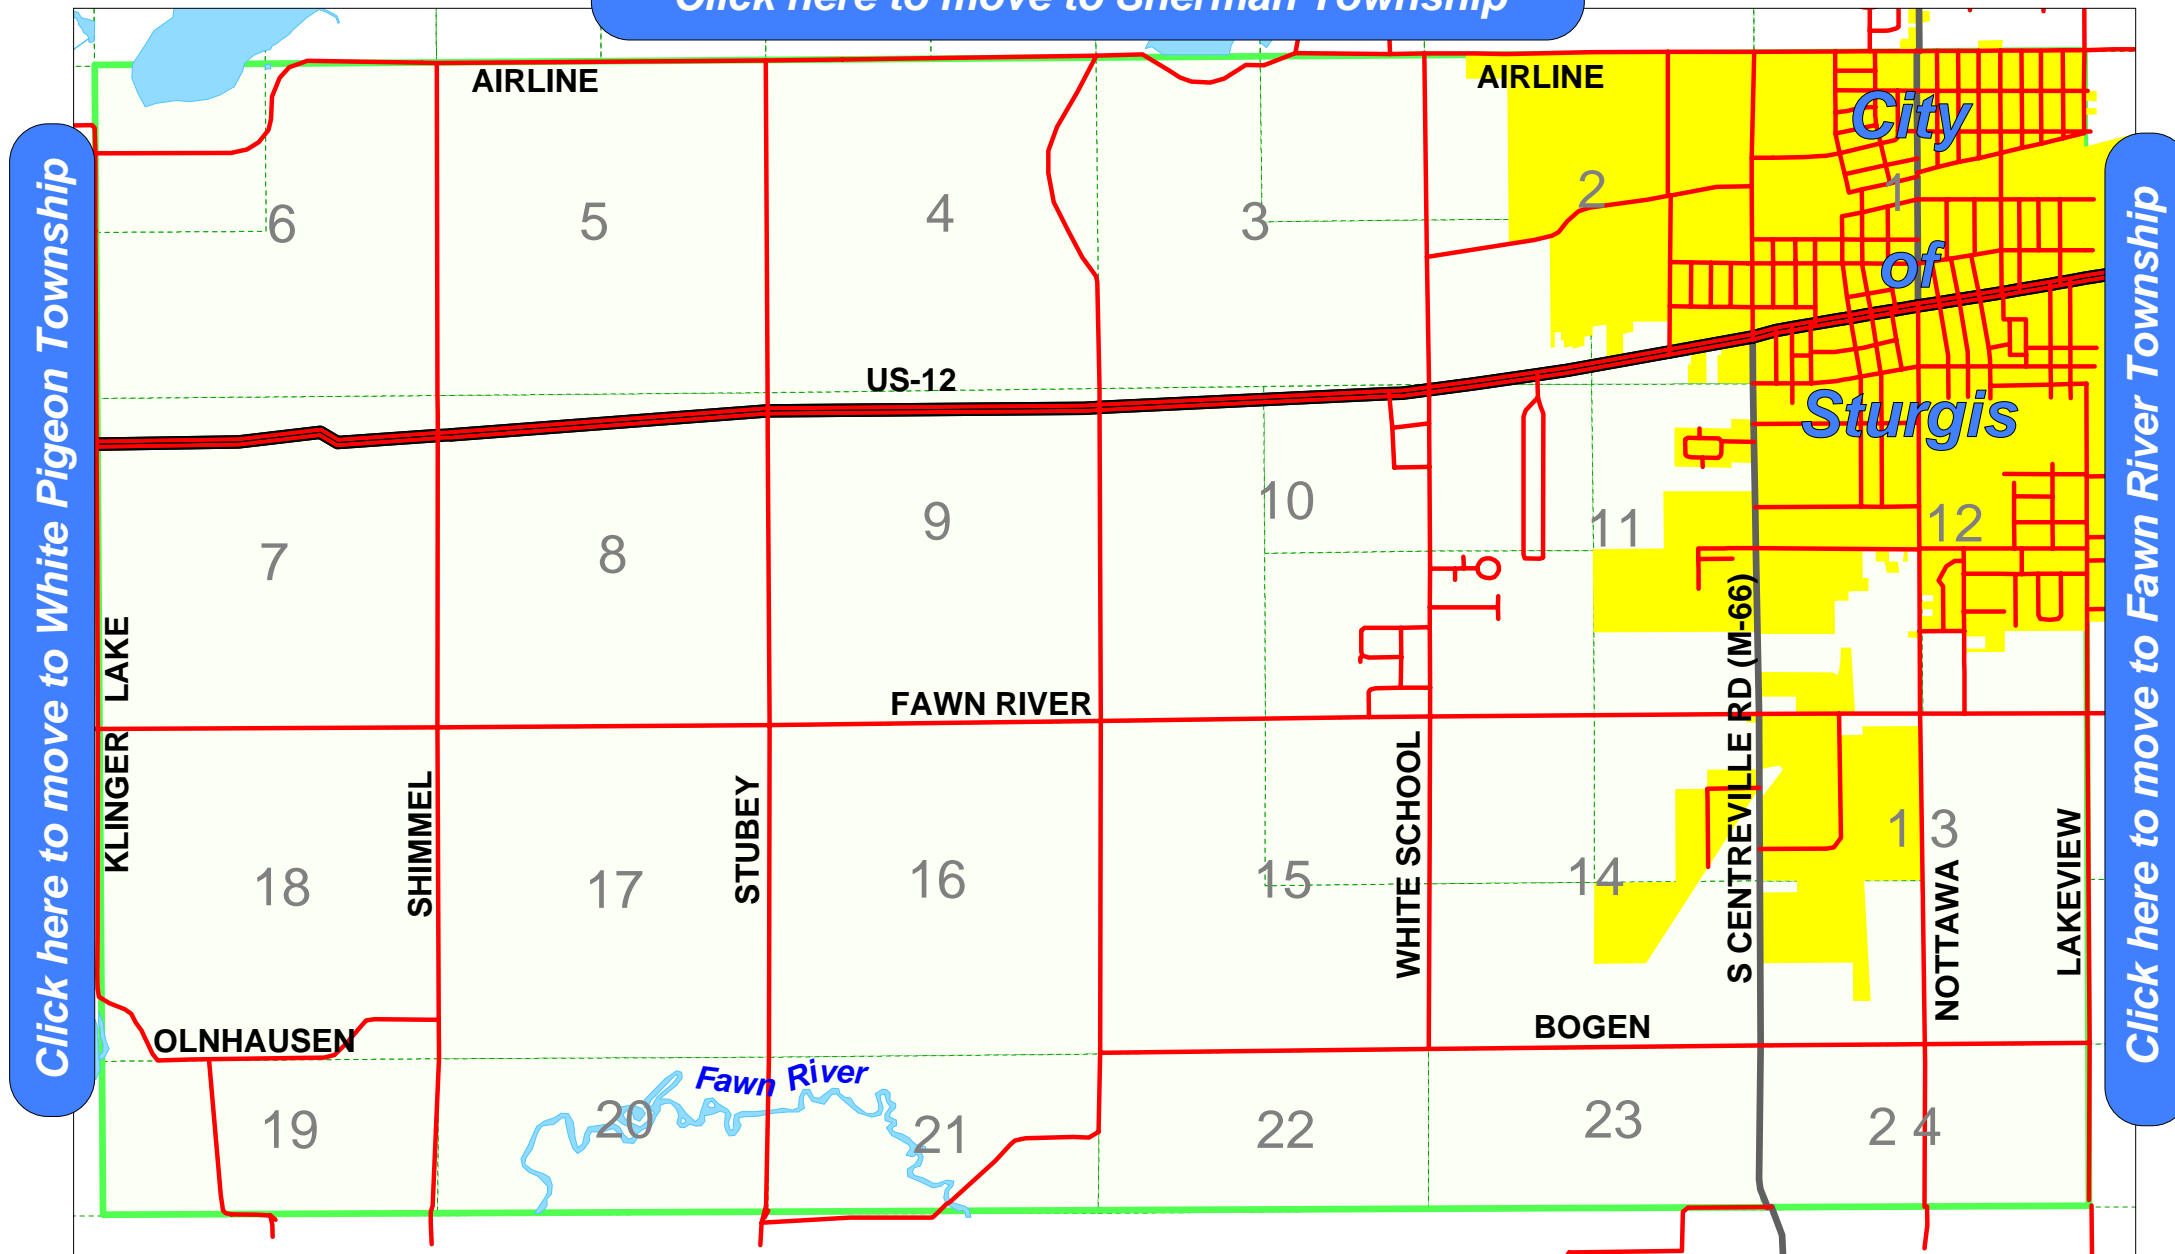 Click here to move to Sherman Township
AIRLINE
AIRLINE
City
of
Sturgis
6
5
4
3
2
1
US-12
7
8
9
10
11
12
Click here to move to White Pigeon Township
Click here to move to Fawn River Township
KLINGER LAKE
FAWN RIVER
SHIMMEL
STUBEY
WHITE SCHOOL
S CENTREVILLE RD (M-66)
NOTTAWA
LAKEVIEW
18
17
16
15
14
13
OLNHAUSEN
BOGEN
Fawn River
19
20
21
22
23
24